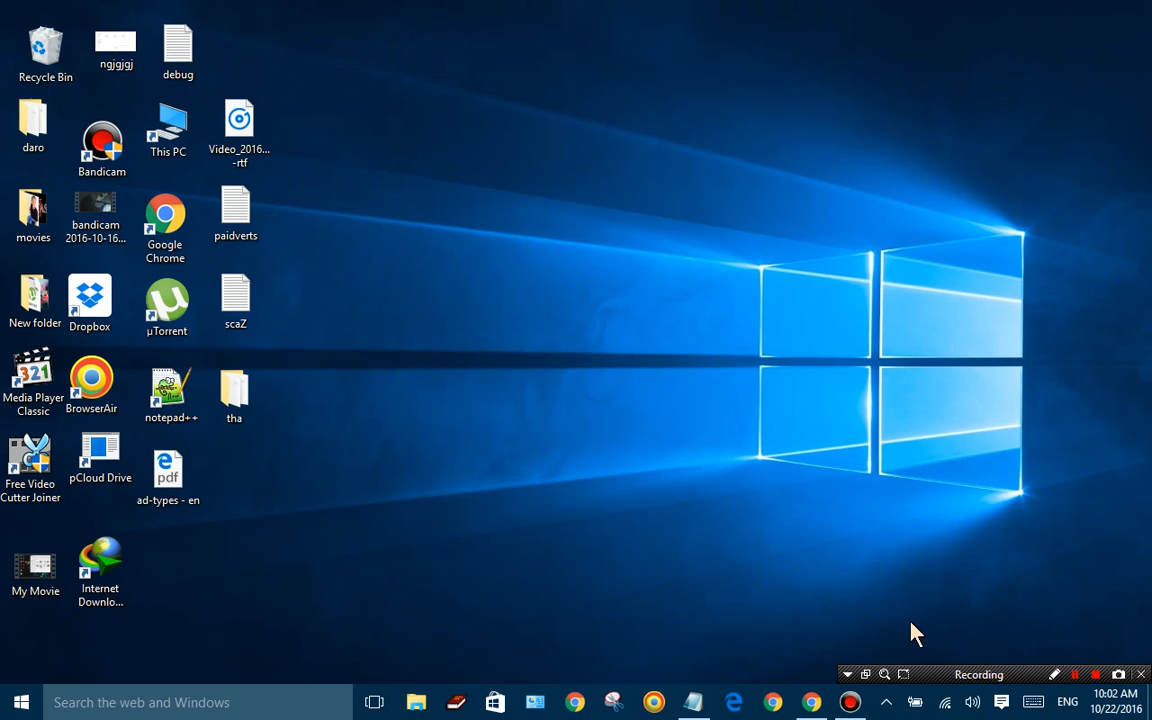 Recycle Bin
ngjgjgj
debug
daro
Bandicam
This PC
Video_2016...
-rtf
movies
bandicam
2016-10-16...
Google
Chrome
paidverts
New folder
Dropbox
µTorrent
scaZ
Media Player
Classic
321
BrowserAir
notepad++
tha
Free Video
Cutter Joiner
pCloud Drive
pdf
ad-types - en
My Movie
Internet
Downlo...
Recording
Search the web and Windows
ENG
10:02 AM
10/22/2016